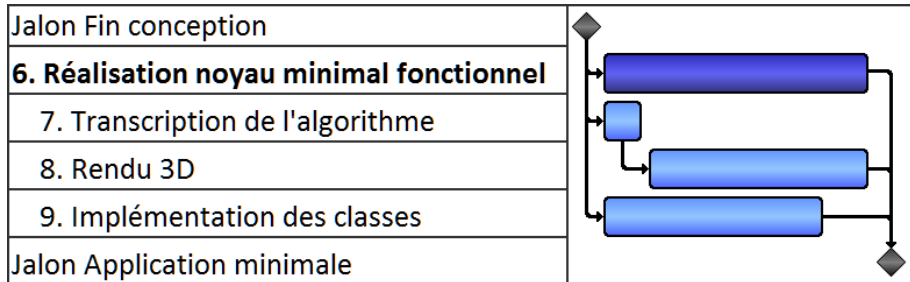 Jalon Fin conception
6. Réalisation noyau minimal fonctionnel
7. Transcription de l'algorithme
8. Rendu 3D
9. Implémentation des classes
Jalon Application minimale